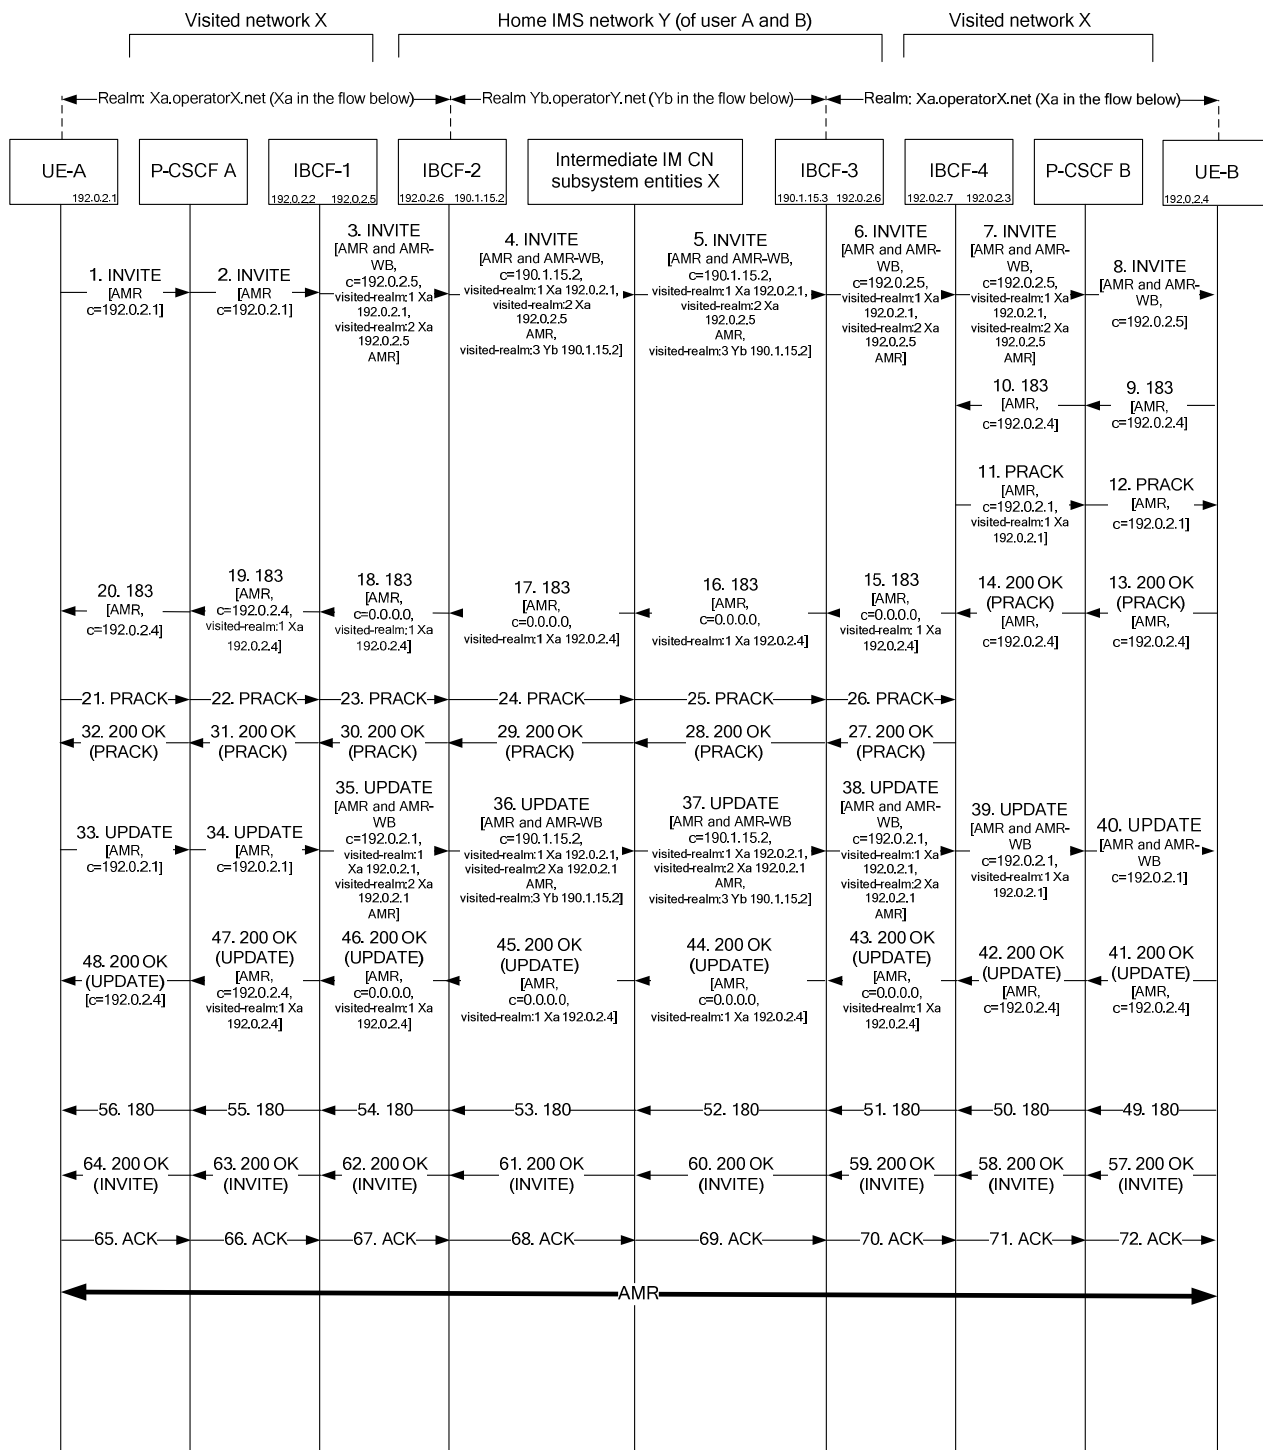 Visited network X
Home IMS network Y (of user A and B)
Visited network X
Realm: Xa.operatorX.net (Xa in the flow below)
Realm Yb.operatorY.net (Yb in the flow below)
Realm: Xa.operatorX.net (Xa in the flow below)
UE-A
192.0.2.1
P-CSCF A
IBCF-1
192.0.2.2 192.0.2.5
IBCF-2
192.0.2.6 190.1.15.2
Intermediate IM CN
subsystem entities X
IBCF-3
190.1.15.3 192.0.2.6
IBCF-4
192.0.2.7 192.0.2.3
P-CSCF B
UE-B
192.0.2.4
1. INVITE
[AMR
c=192.0.2.1]
2. INVITE
[AMR
c=192.0.2.1]
3. INVITE
[AMR and AMR-
WB,
c=192.0.2.5,
visited-realm:1 Xa
192.0.2.1,
visited-realm:2 Xa
192.0.2.5
AMR]
4. INVITE
[AMR and AMR-WB,
c=190.1.15.2,
visited-realm:1 Xa 192.0.2.1,
visited-realm:2 Xa
192.0.2.5
AMR,
visited-realm:3 Yb 190.1.15.2]
5. INVITE
[AMR and AMR-WB,
c=190.1.15.2,
visited-realm:1 Xa 192.0.2.1,
visited-realm:2 Xa
192.0.2.5
AMR,
visited-realm:3 Yb 190.1.15.2]
6. INVITE
[AMR and AMR-
WB,
c=192.0.2.5,
visited-realm:1 Xa
192.0.2.1,
visited-realm:2 Xa
192.0.2.5
AMR]
7. INVITE
[AMR and AMR-
WB,
c=192.0.2.5,
visited-realm:1 Xa
192.0.2.1,
visited-realm:2 Xa
192.0.2.5
AMR]
8. INVITE
[AMR and AMR-
WB,
c=192.0.2.5]
10. 183
[AMR,
c=192.0.2.4]
9. 183
[AMR,
c=192.0.2.4]
11. PRACK
[AMR,
c=192.0.2.1,
visited-realm:1 Xa
192.0.2.1]
12. PRACK
[AMR,
c=192.0.2.1]
20. 183
[AMR,
c=192.0.2.4]
19. 183
[AMR,
c=192.0.2.4,
visited-realm:1 Xa
192.0.2.4]
18. 183
[AMR,
c=0.0.0.0,
visited-realm:1 Xa
192.0.2.4]
17. 183
[AMR,
c=0.0.0.0,
visited-realm:1 Xa 192.0.2.4]
16. 183
[AMR,
c=0.0.0.0,
visited-realm:1 Xa 192.0.2.4]
15. 183
[AMR,
c=0.0.0.0,
visited-realm: 1 Xa
192.0.2.4]
14. 200 OK
(PRACK)
[AMR,
c=192.0.2.4]
13. 200 OK
(PRACK)
[AMR,
c=192.0.2.4]
21. PRACK
22. PRACK
23. PRACK
24. PRACK
25. PRACK
26. PRACK
32. 200 OK
(PRACK)
31. 200 OK
(PRACK)
30. 200 OK
(PRACK)
29. 200 OK
(PRACK)
28. 200 OK
(PRACK)
27. 200 OK
(PRACK)
33. UPDATE
[AMR,
c=192.0.2.1]
34. UPDATE
[AMR,
c=192.0.2.1]
35. UPDATE
[AMR and AMR-
WB
c=192.0.2.1,
visited-realm:1
Xa 192.0.2.1,
visited-realm:2 Xa
192.0.2.1
AMR]
36. UPDATE
[AMR and AMR-WB
c=190.1.15.2,
visited-realm:1 Xa 192.0.2.1,
visited-realm:2 Xa 192.0.2.1
AMR,
visited-realm:3 Yb 190.1.15.2]
37. UPDATE
[AMR and AMR-WB
c=190.1.15.2,
visited-realm:1 Xa 192.0.2.1,
visited-realm:2 Xa 192.0.2.1
AMR,
visited-realm:3 Yb 190.1.15.2]
38. UPDATE
[AMR and AMR-
WB,
c=192.0.2.1,
visited-realm:1 Xa
192.0.2.1,
visited-realm:2 Xa
192.0.2.1
AMR]
39. UPDATE
[AMR and AMR-
WB
c=192.0.2.1,
visited-realm:1 Xa
192.0.2.1]
40. UPDATE
[AMR and AMR-
WB
c=192.0.2.1]
48. 200 OK
(UPDATE)
[c=192.0.2.4]
47. 200 OK
(UPDATE)
[AMR,
c=192.0.2.4,
visited-realm:1 Xa
192.0.2.4]
46. 200 OK
(UPDATE)
[AMR,
c=0.0.0.0,
visited-realm:1 Xa
192.0.2.4]
45. 200 OK
(UPDATE)
[AMR,
c=0.0.0.0,
visited-realm:1 Xa 192.0.2.4]
44. 200 OK
(UPDATE)
[AMR,
c=0.0.0.0,
visited-realm:1 Xa 192.0.2.4]
43. 200 OK
(UPDATE)
[AMR,
c=0.0.0.0,
visited-realm:1 Xa
192.0.2.4]
42. 200 OK
(UPDATE)
[AMR,
c=192.0.2.4]
41. 200 OK
(UPDATE)
[AMR,
c=192.0.2.4]
56. 180
55. 180
54. 180
53. 180
52. 180
51. 180
50. 180
49. 180
64. 200 OK
(INVITE)
63. 200 OK
(INVITE)
62. 200 OK
(INVITE)
61. 200 OK
(INVITE)
60. 200 OK
(INVITE)
59. 200 OK
(INVITE)
58. 200 OK
(INVITE)
57. 200 OK
(INVITE)
65. ACK
66. ACK
67. ACK
68. ACK
69. ACK
70. ACK
71. ACK
72. ACK
AMR